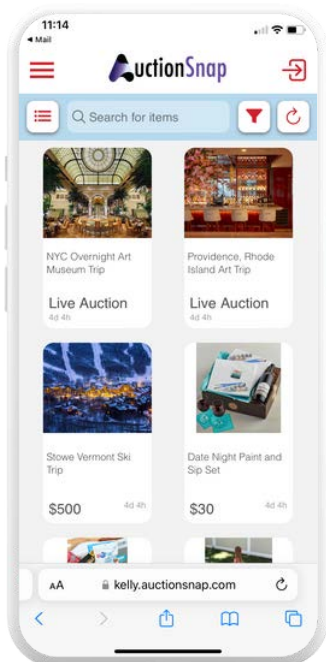 11:14
◀ Mail
AuctionSnap
Search for items
NYC Overnight Art
Museum Trip
Live Auction
4d 4h
Providence, Rhode
Island Art Trip
Live Auction
4d 4h
Stowe Vermont Ski
Trip
$500
4d 4h
Date Night Paint and
Sip Set
$30
4d 4h
AA
kelly.auctionsnap.com